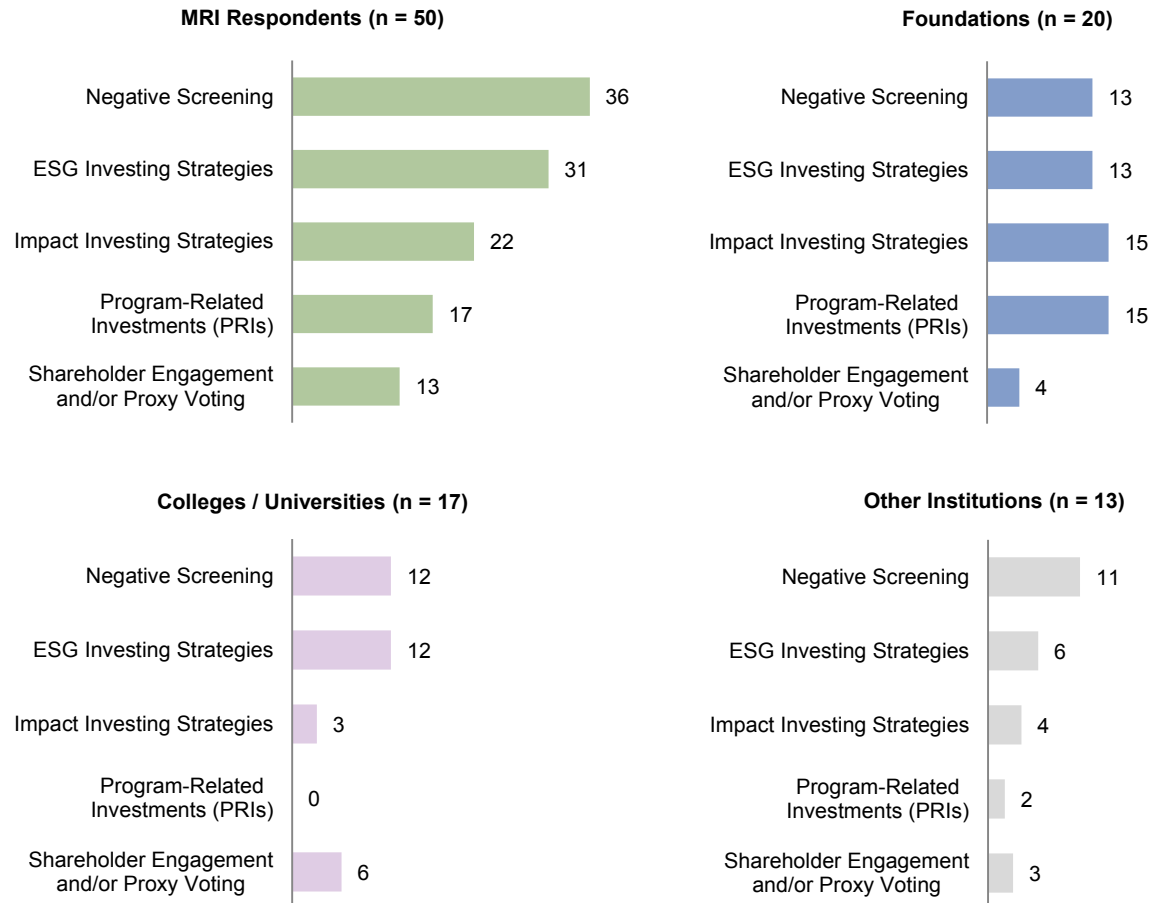 MRI Respondents (n = 50)
Negative Screening
36
ESG Investing Strategies
31
Impact Investing Strategies
22
Program-Related
Investments (PRIs)
17
Shareholder Engagement
and/or Proxy Voting
13
Foundations (n = 20)
Negative Screening
13
ESG Investing Strategies
13
Impact Investing Strategies
15
Program-Related
Investments (PRIs)
15
Shareholder Engagement
and/or Proxy Voting
4
Colleges / Universities (n = 17)
Negative Screening
12
ESG Investing Strategies
12
Impact Investing Strategies
3
Program-Related
Investments (PRIs)
0
Shareholder Engagement
and/or Proxy Voting
6
Other Institutions (n = 13)
Negative Screening
11
ESG Investing Strategies
6
Impact Investing Strategies
4
Program-Related
Investments (PRIs)
2
Shareholder Engagement
and/or Proxy Voting
3